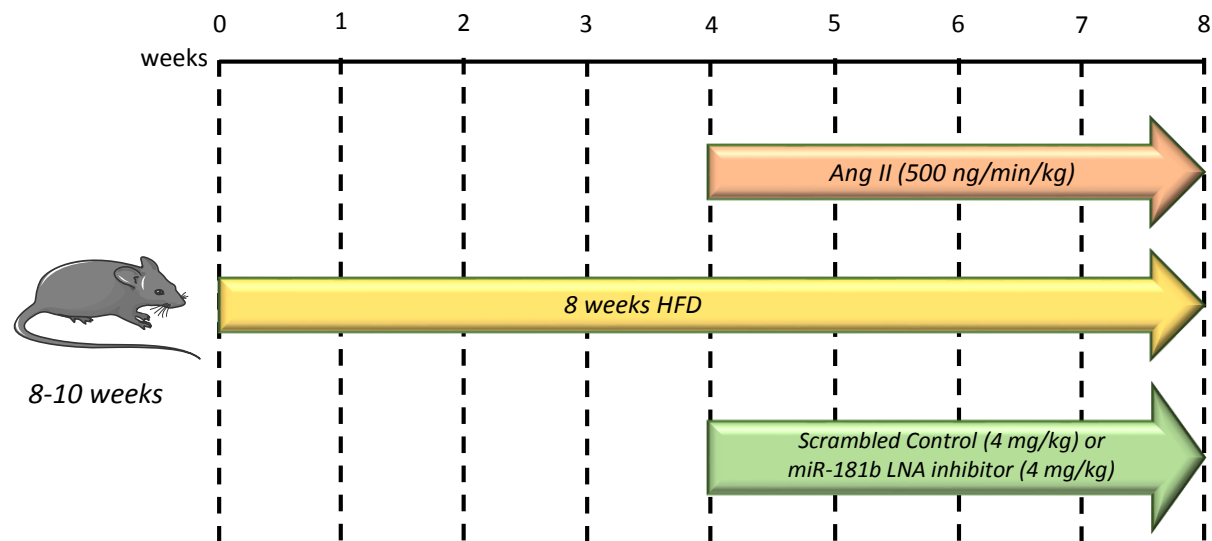 0 1 2 3 4 5 6 7 8
weeks
Ang II (500 ng/min/kg)
8 weeks HFD
8-10 weeks
Scrambled Control (4 mg/kg) or
miR-181b LNA inhibitor (4 mg/kg)